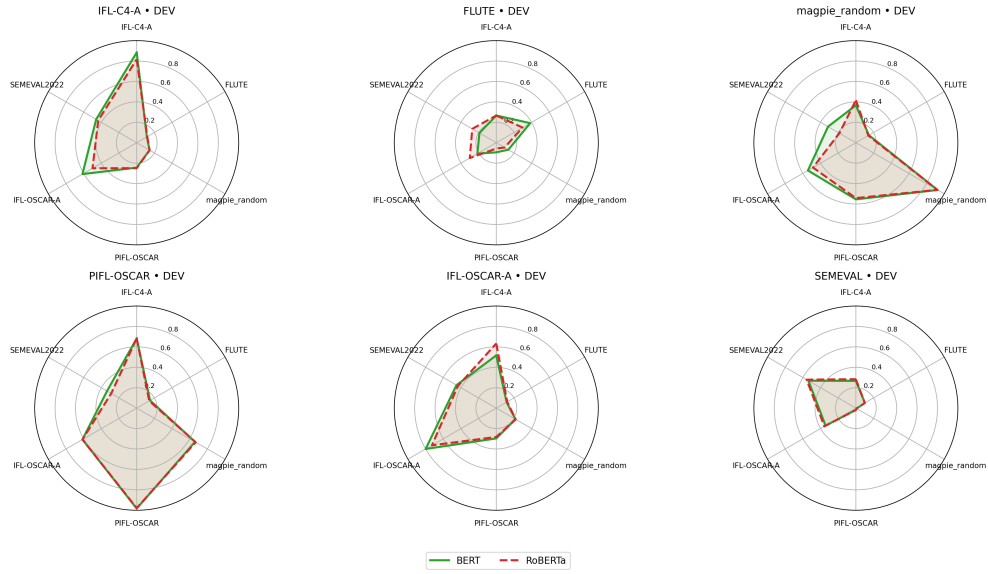 IFL-C4-A • DEV
IFL-C4-A
0.8
0.6
0.4
0.2
SEMEVAL2022
FLUTE
IFL-OSCAR-A
magpie_random
PIFL-OSCAR
FLUTE • DEV
IFL-C4-A
0.8
0.6
0.4
0.2
SEMEVAL2022
FLUTE
IFL-OSCAR-A
magpie_random
PIFL-OSCAR
magpie_random • DEV
IFL-C4-A
0.8
0.6
0.4
0.2
SEMEVAL2022
FLUTE
IFL-OSCAR-A
magpie_random
PIFL-OSCAR
PIFL-OSCAR • DEV
IFL-C4-A
0.8
0.6
0.4
0.2
SEMEVAL2022
FLUTE
IFL-OSCAR-A
magpie_random
PIFL-OSCAR
IFL-OSCAR-A • DEV
IFL-C4-A
0.8
0.6
0.4
0.2
SEMEVAL2022
FLUTE
IFL-OSCAR-A
magpie_random
PIFL-OSCAR
SEMEVAL • DEV
IFL-C4-A
0.8
0.6
0.4
0.2
SEMEVAL2022
FLUTE
IFL-OSCAR-A
magpie_random
PIFL-OSCAR
BERT
RoBERTa